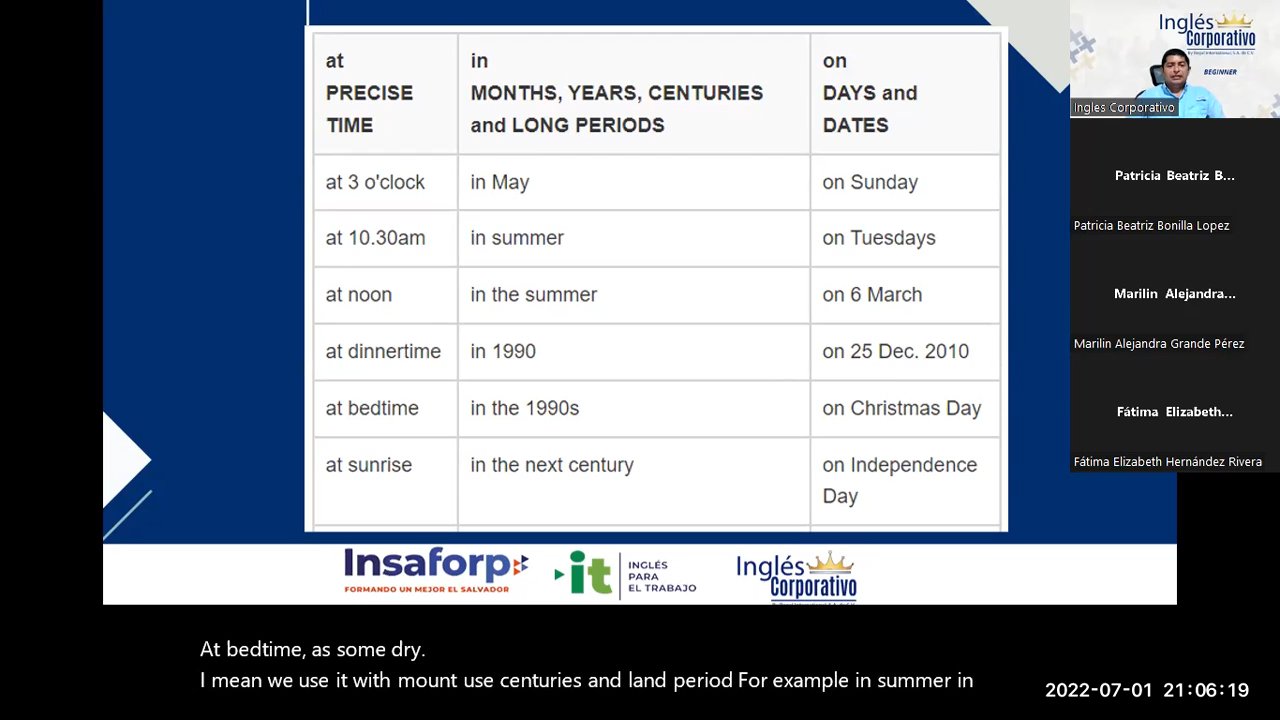 at
PRECISE
TIME
in
MONTHS, YEARS, CENTURIES
and LONG PERIODS
on
DAYS and
DATES
at 3 o'clock
in May
on Sunday
at 10.30am
in summer
on Tuesdays
at noon
in the summer
on 6 March
at dinnertime
in 1990
on 25 Dec. 2010
at bedtime
in the 1990s
on Christmas Day
at sunrise
in the next century
on Independence
Day
Insaforp
FORMANDO UN MEJOR EL SALVADOR
it
INGLÉS
PARA
EL TRABAJO
Inglés
Corporativo
Inglés
Corporativo
BEGINNER
Ingles Corporativo
Patricia Beatriz B...
Patricia Beatriz Bonilla Lopez
Marilin Alejandra...
Marilin Alejandra Grande Pérez
Fátima Elizabeth...
Fátima Elizabeth Hernández Rivera
At bedtime, as some dry.
I mean we use it with mount use centuries and land period For example in summer in
2022-07-01 21:06:19